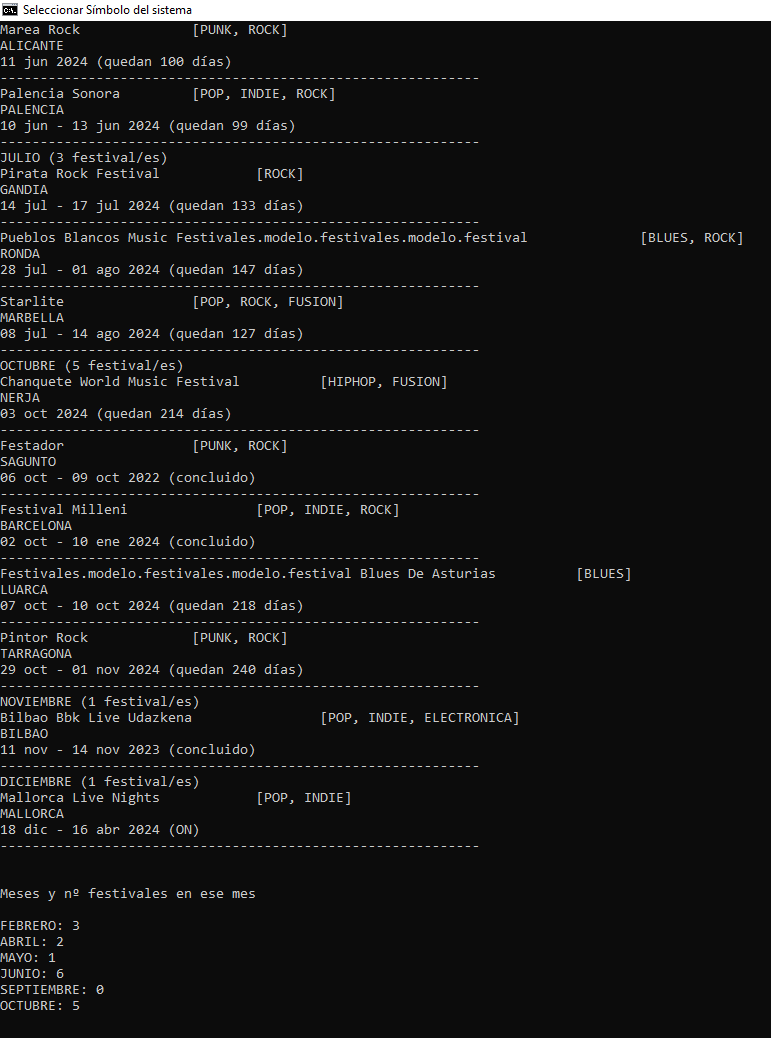 Seleccionar Símbolo del sistema
Marea Rock [PUNK, ROCK]
ALICANTE
11 jun 2024 (quedan 100 días)
------------------------------------------------------------
Palencia Sonora [POP, INDIE, ROCK]
PALENCIA
10 jun - 13 jun 2024 (quedan 99 días)
------------------------------------------------------------
JULIO (3 festival/es)
Pirata Rock Festival [ROCK]
GANDIA
14 jul - 17 jul 2024 (quedan 133 días)
------------------------------------------------------------
Pueblos Blancos Music Festivales.modelo.festivales.modelo.festival [BLUES, ROCK]
RONDA
28 jul - 01 ago 2024 (quedan 147 días)
------------------------------------------------------------
Starlite [POP, ROCK, FUSION]
MARBELLA
08 jul - 14 ago 2024 (quedan 127 días)
------------------------------------------------------------
OCTUBRE (5 festival/es)
Chanquete World Music Festival [HIPHOP, FUSION]
NERJA
03 oct 2024 (quedan 214 días)
------------------------------------------------------------
Festador [PUNK, ROCK]
SAGUNTO
06 oct - 09 oct 2022 (concluido)
------------------------------------------------------------
Festival Milleni [POP, INDIE, ROCK]
BARCELONA
02 oct - 10 ene 2024 (concluido)
------------------------------------------------------------
Festivales.modelo.festivales.modelo.festival Blues De Asturias [BLUES]
LUARCA
07 oct - 10 oct 2024 (quedan 218 días)
------------------------------------------------------------
Pintor Rock [PUNK, ROCK]
TARRAGONA
29 oct - 01 nov 2024 (quedan 240 días)
------------------------------------------------------------
NOVIEMBRE (1 festival/es)
Bilbao Bbk Live Udazkena [POP, INDIE, ELECTRONICA]
BILBAO
11 nov - 14 nov 2023 (concluido)
------------------------------------------------------------
DICIEMBRE (1 festival/es)
Mallorca Live Nights [POP, INDIE]
MALLORCA
18 dic - 16 abr 2024 (ON)
------------------------------------------------------------
Meses y nº festivales en ese mes
FEBRERO: 3
ABRIL: 2
MAYO: 1
JUNIO: 6
SEPTIEMBRE: 0
OCTUBRE: 5